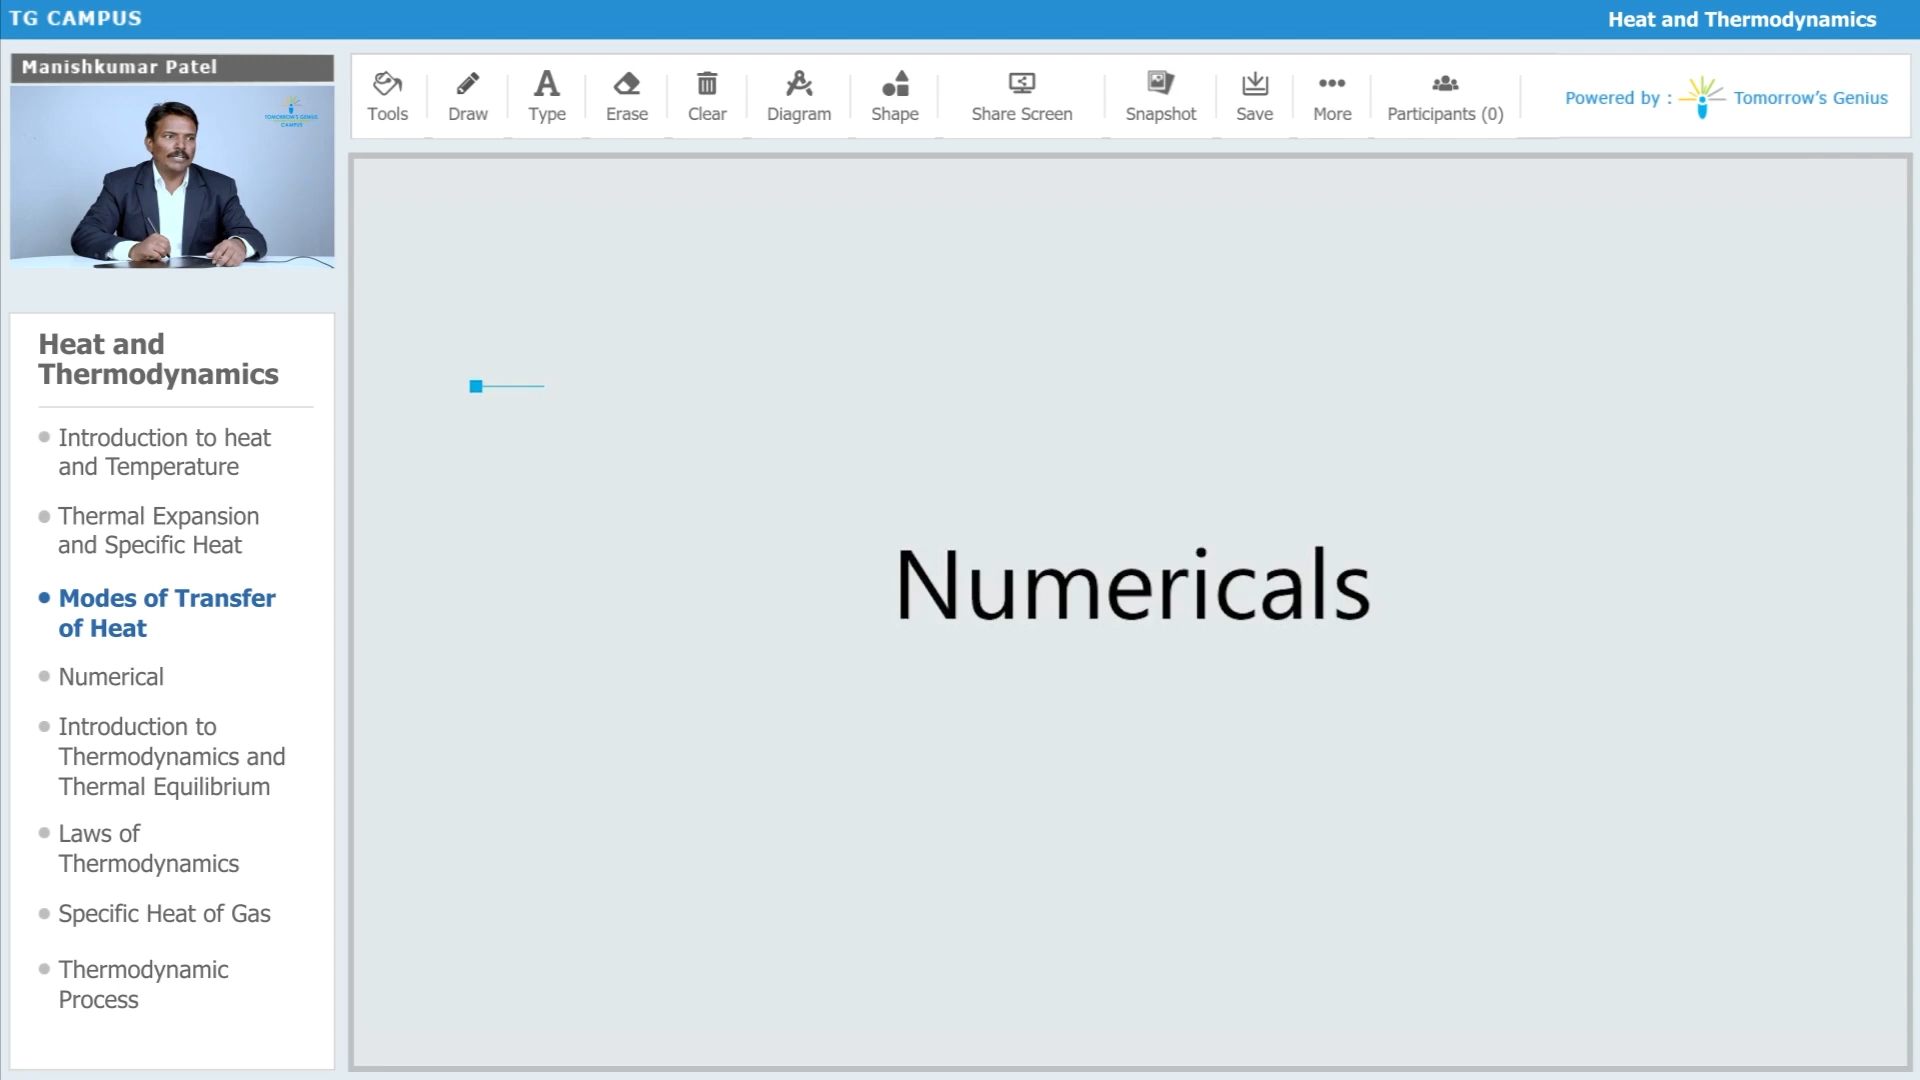 TG CAMPUS
Heat and Thermodynamics
Manishkumar Patel
TOMORROW'S GENIUS
CAMPUS
Tools
Draw
Type
Erase
Clear
Diagram
Shape
Share Screen
Snapshot
Save
More
Participants (0)
Powered by :
Tomorrow's Genius
Heat and
Thermodynamics
Introduction to heat
and Temperature
Thermal Expansion
and Specific Heat
Modes of Transfer
of Heat
Numerical
Introduction to
Thermodynamics and
Thermal Equilibrium
Laws of
Thermodynamics
Specific Heat of Gas
Thermodynamic
Process
Numericals